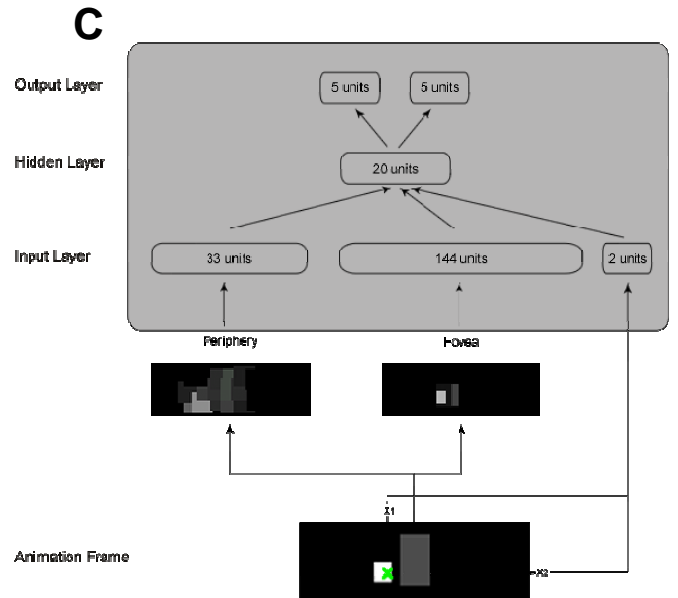 C
Output Layer
5 units
5 units
Hidden Layer
20 units
Input Layer
33 units
144 units
2 units
Periphery
Fovea
X1
Animation Frame
X2